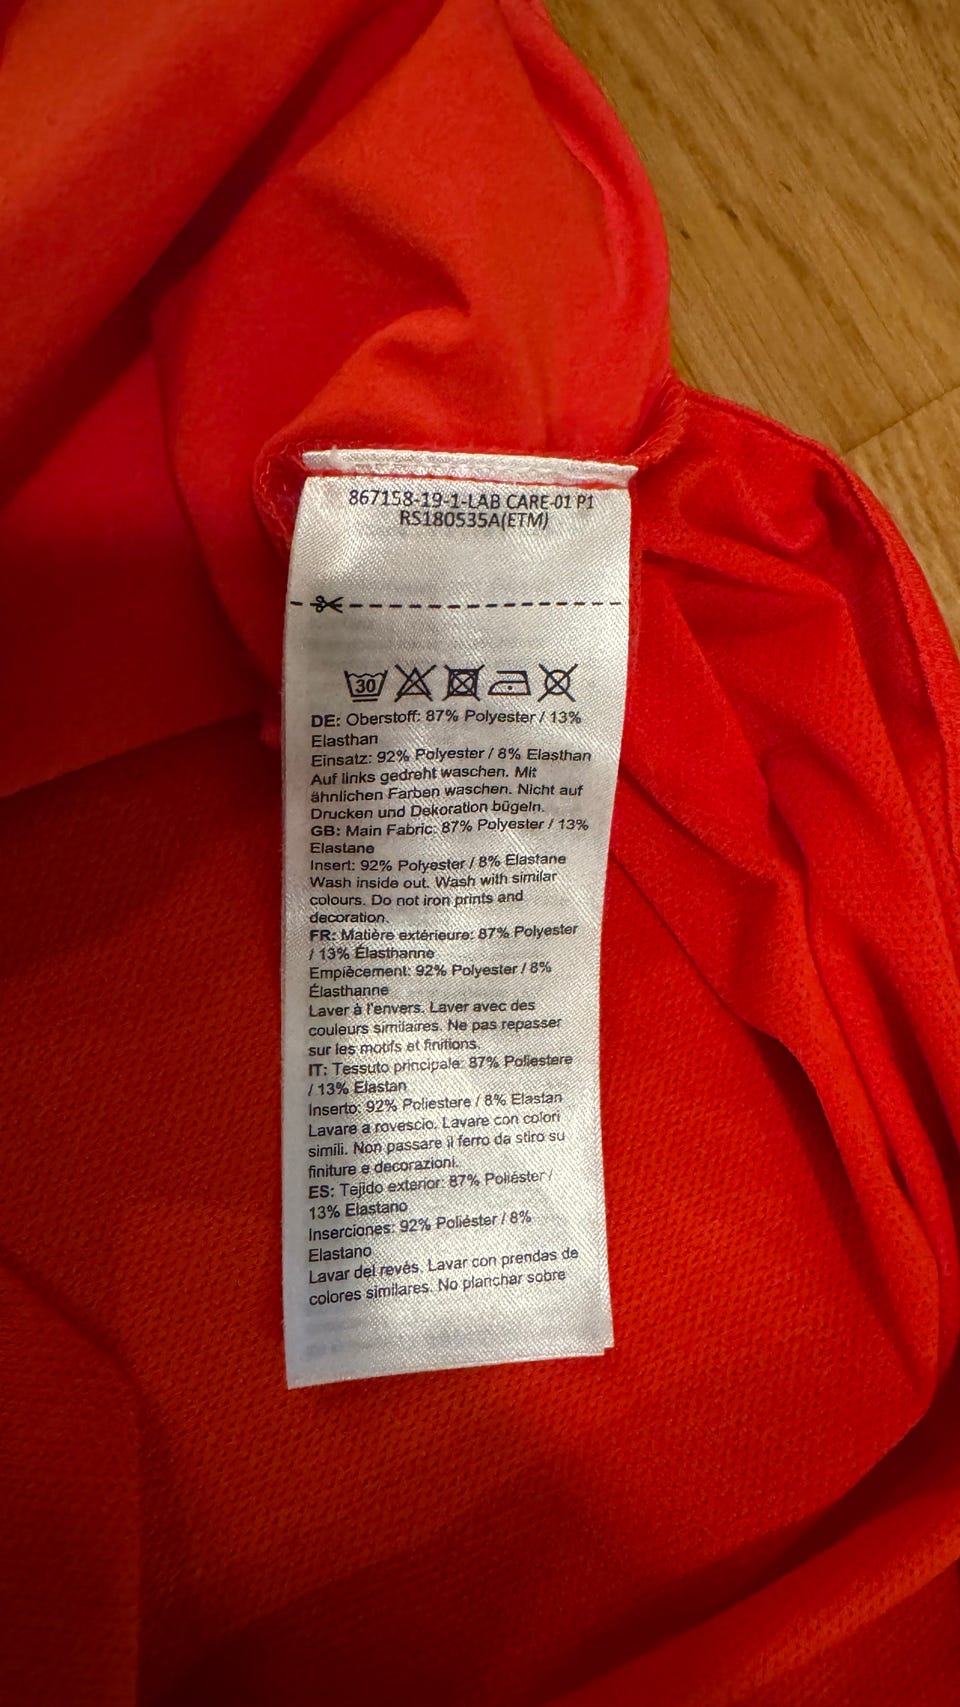 867158-19-1-LAB CARE-01 P1
RS180535A(ETM)
30
DE: Oberstoff: 87% Polyester / 13%
Elasthan
Einsatz: 92% Polyester / 8% Elasthan
Auf links gedreht waschen. Mit
ähnlichen Farben waschen. Nicht auf
Drucken und Dekoration bügeln.
GB: Main Fabric: 87% Polyester / 13%
Elastane
Insert: 92% Polyester / 8% Elastane
Wash inside out. Wash with similar
colours. Do not iron prints and
decoration.
FR: Matière extérieure: 87% Polyester
/ 13% Élasthanne
Empiècement: 92% Polyester / 8%
Élasthanne
Laver à l'envers. Laver avec des
couleurs similaires. Ne pas repasser
sur les motifs et finitions.
IT: Tessuto principale: 87% Poliestere
/ 13% Elastan
Inserto: 92% Poliestere / 8% Elastan
Lavare a rovescio. Lavare con colori
simili. Non passare il ferro da stiro su
finiture e decorazioni.
ES: Tejido exterior: 87% Poliéster /
13% Elastano
Inserciones: 92% Poliéster / 8%
Elastano
Lavar del revés. Lavar con prendas de
colores similares. No planchar sobre